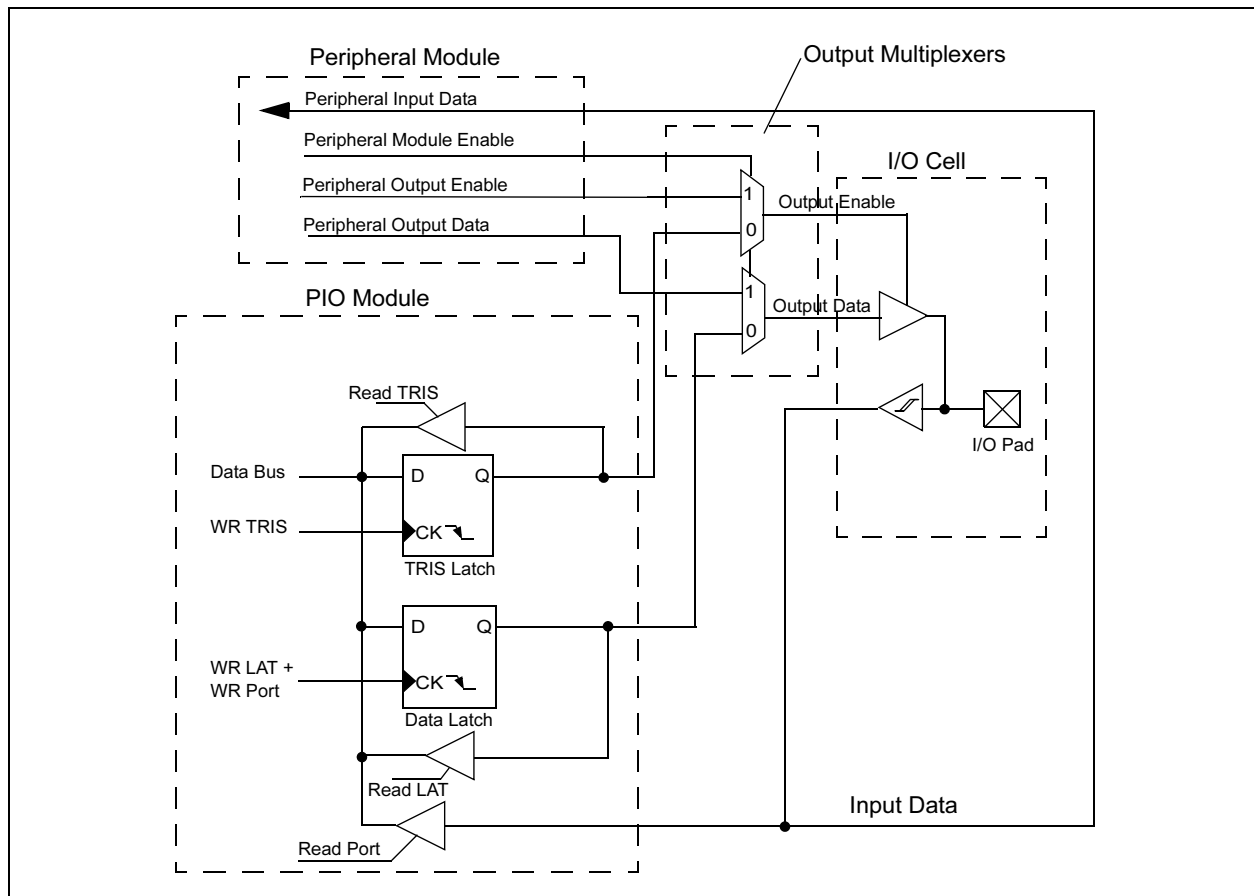 Peripheral Module
Output Multiplexers
Peripheral Input Data
Peripheral Module Enable
I/O Cell
Peripheral Output Enable
1
Output Enable
Peripheral Output Data
0
PIO Module
1
Output Data
0
Read TRIS
I/O Pad
Data Bus
D
Q
WR TRIS
CK
TRIS Latch
D
Q
WR LAT +
WR Port
CK
Data Latch
Read LAT
Input Data
Read Port